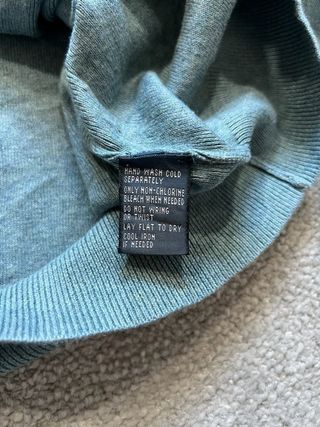 HAND WASH COLD
SEPARATELY
ONLY NON-CHLORINE
BLEACH WHEN NEEDED
DO NOT WRING
OR TWIST
LAY FLAT TO DRY
COOL IRON
IF NEEDED